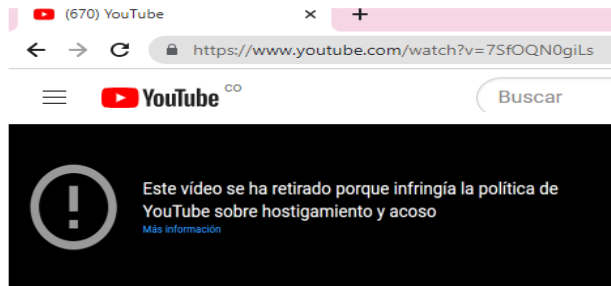 (670) YouTube
https://www.youtube.com/watch?v=7SfOQN0giLs
YouTube CO
Buscar
Este vídeo se ha retirado porque infringía la política de
YouTube sobre hostigamiento y acoso
Más información